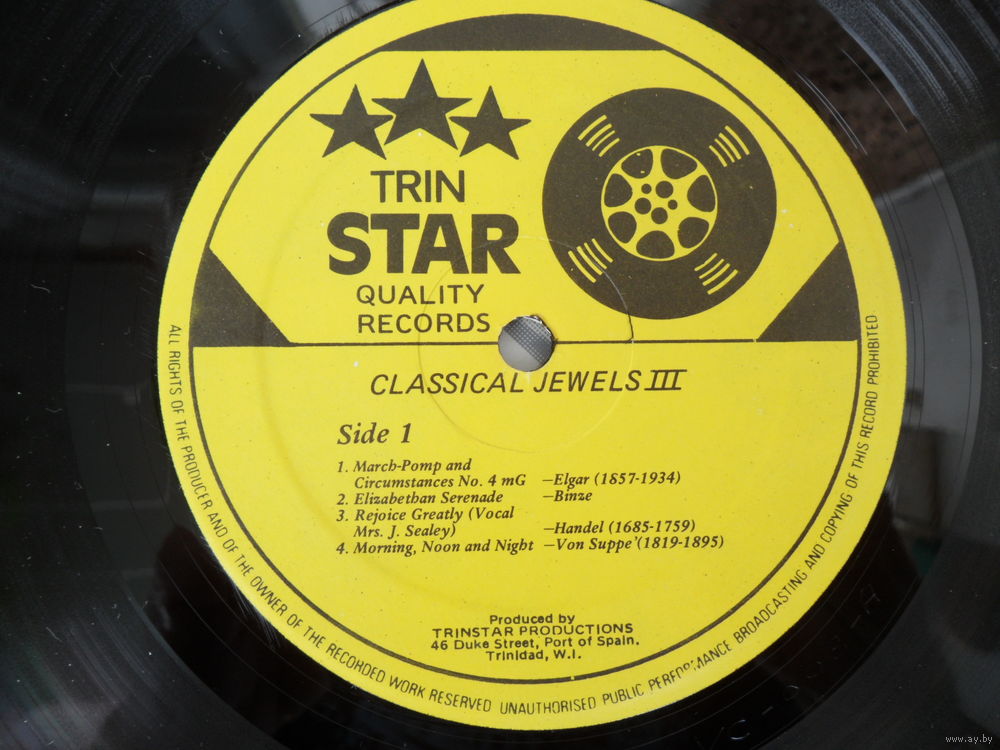 TRIN
STAR
QUALITY
RECORDS
CLASSICAL JEWELS III
Side 1
1. March-Pomp and
Circumstances No. 4 mG —Elgar (1857-1934)
2. Elizabethan Serenade —Binze
3. Rejoice Greatly (Vocal
Mrs. J. Sealey) —Handel (1685-1759)
4. Morning, Noon and Night —Von Suppe'(1819-1895)
Produced by
TRINSTAR PRODUCTIONS
46 Duke Street, Port of Spain.
Trinidad, W.I.
ALL RIGHTS OF THE PRODUCER AND OF THE OWNER OF THE RECORDED WORK RESERVED UNAUTHORISED PUBLIC PERFORMANCE BROADCASTING AND COPYING OF THIS RECORD PROHIBITED
www.ay.by